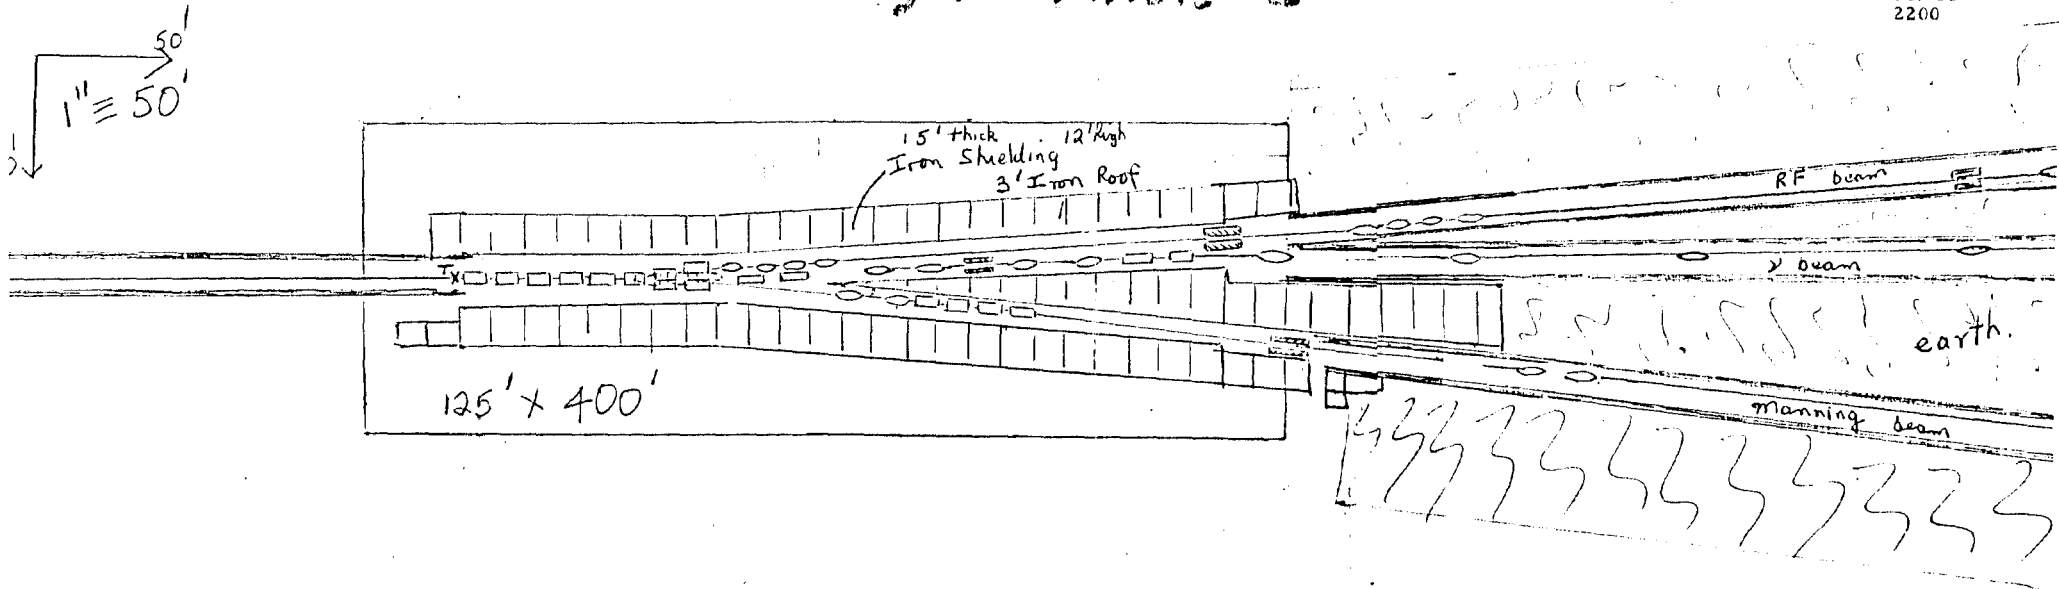 2200
50'
1" ≡ 50'
15' thick 12' high
Iron Shielding
3' Iron Roof
RF beam
T
ν beam
earth.
125' X 400'
manning beam